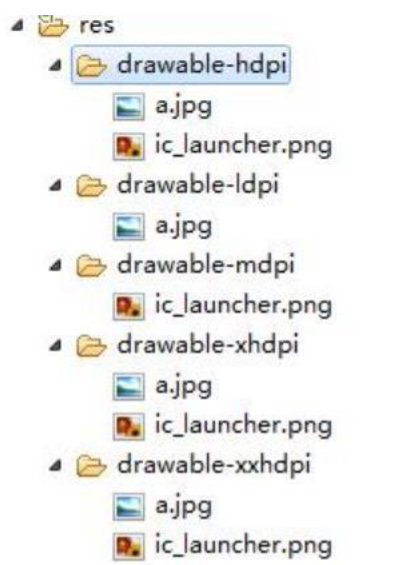 res
drawable-hdpi
a.jpg
ic_launcher.png
drawable-ldpi
a.jpg
drawable-mdpi
ic_launcher.png
drawable-xhdpi
a.jpg
ic_launcher.png
drawable-xxhdpi
a.jpg
ic_launcher.png